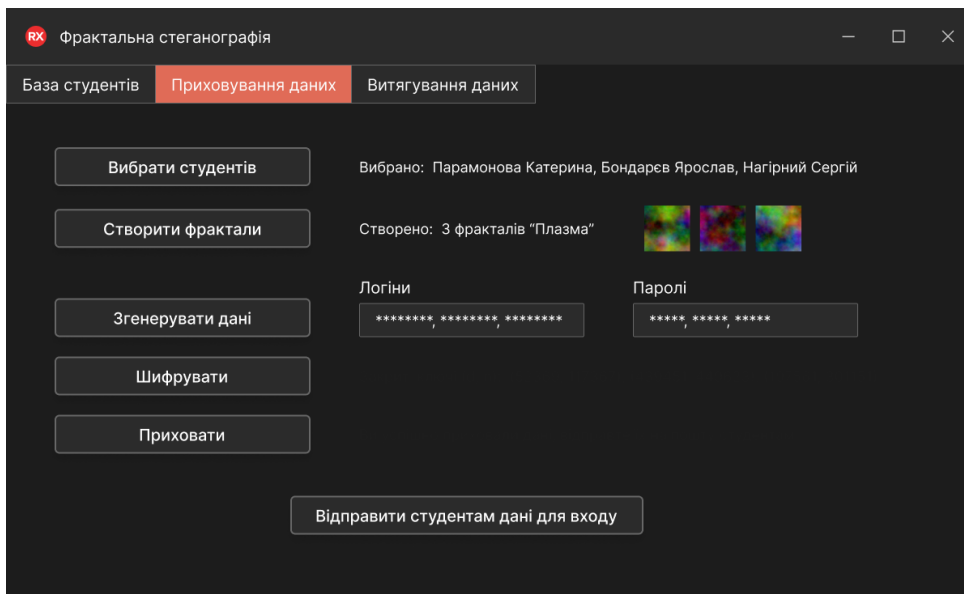 RX Фрактальна стеганографія
База студентів Приховування даних Витягування даних
Вибрати студентів Вибрано: Парамонова Катерина, Бондарєв Ярослав, Нагірний Сергій
Створити фрактали Створено: 3 фракталів “Плазма”
Логіни Паролі
Згенерувати дані ********, ********, ******** *****, *****, *****
Шифрувати
Приховати
Відправити студентам дані для входу